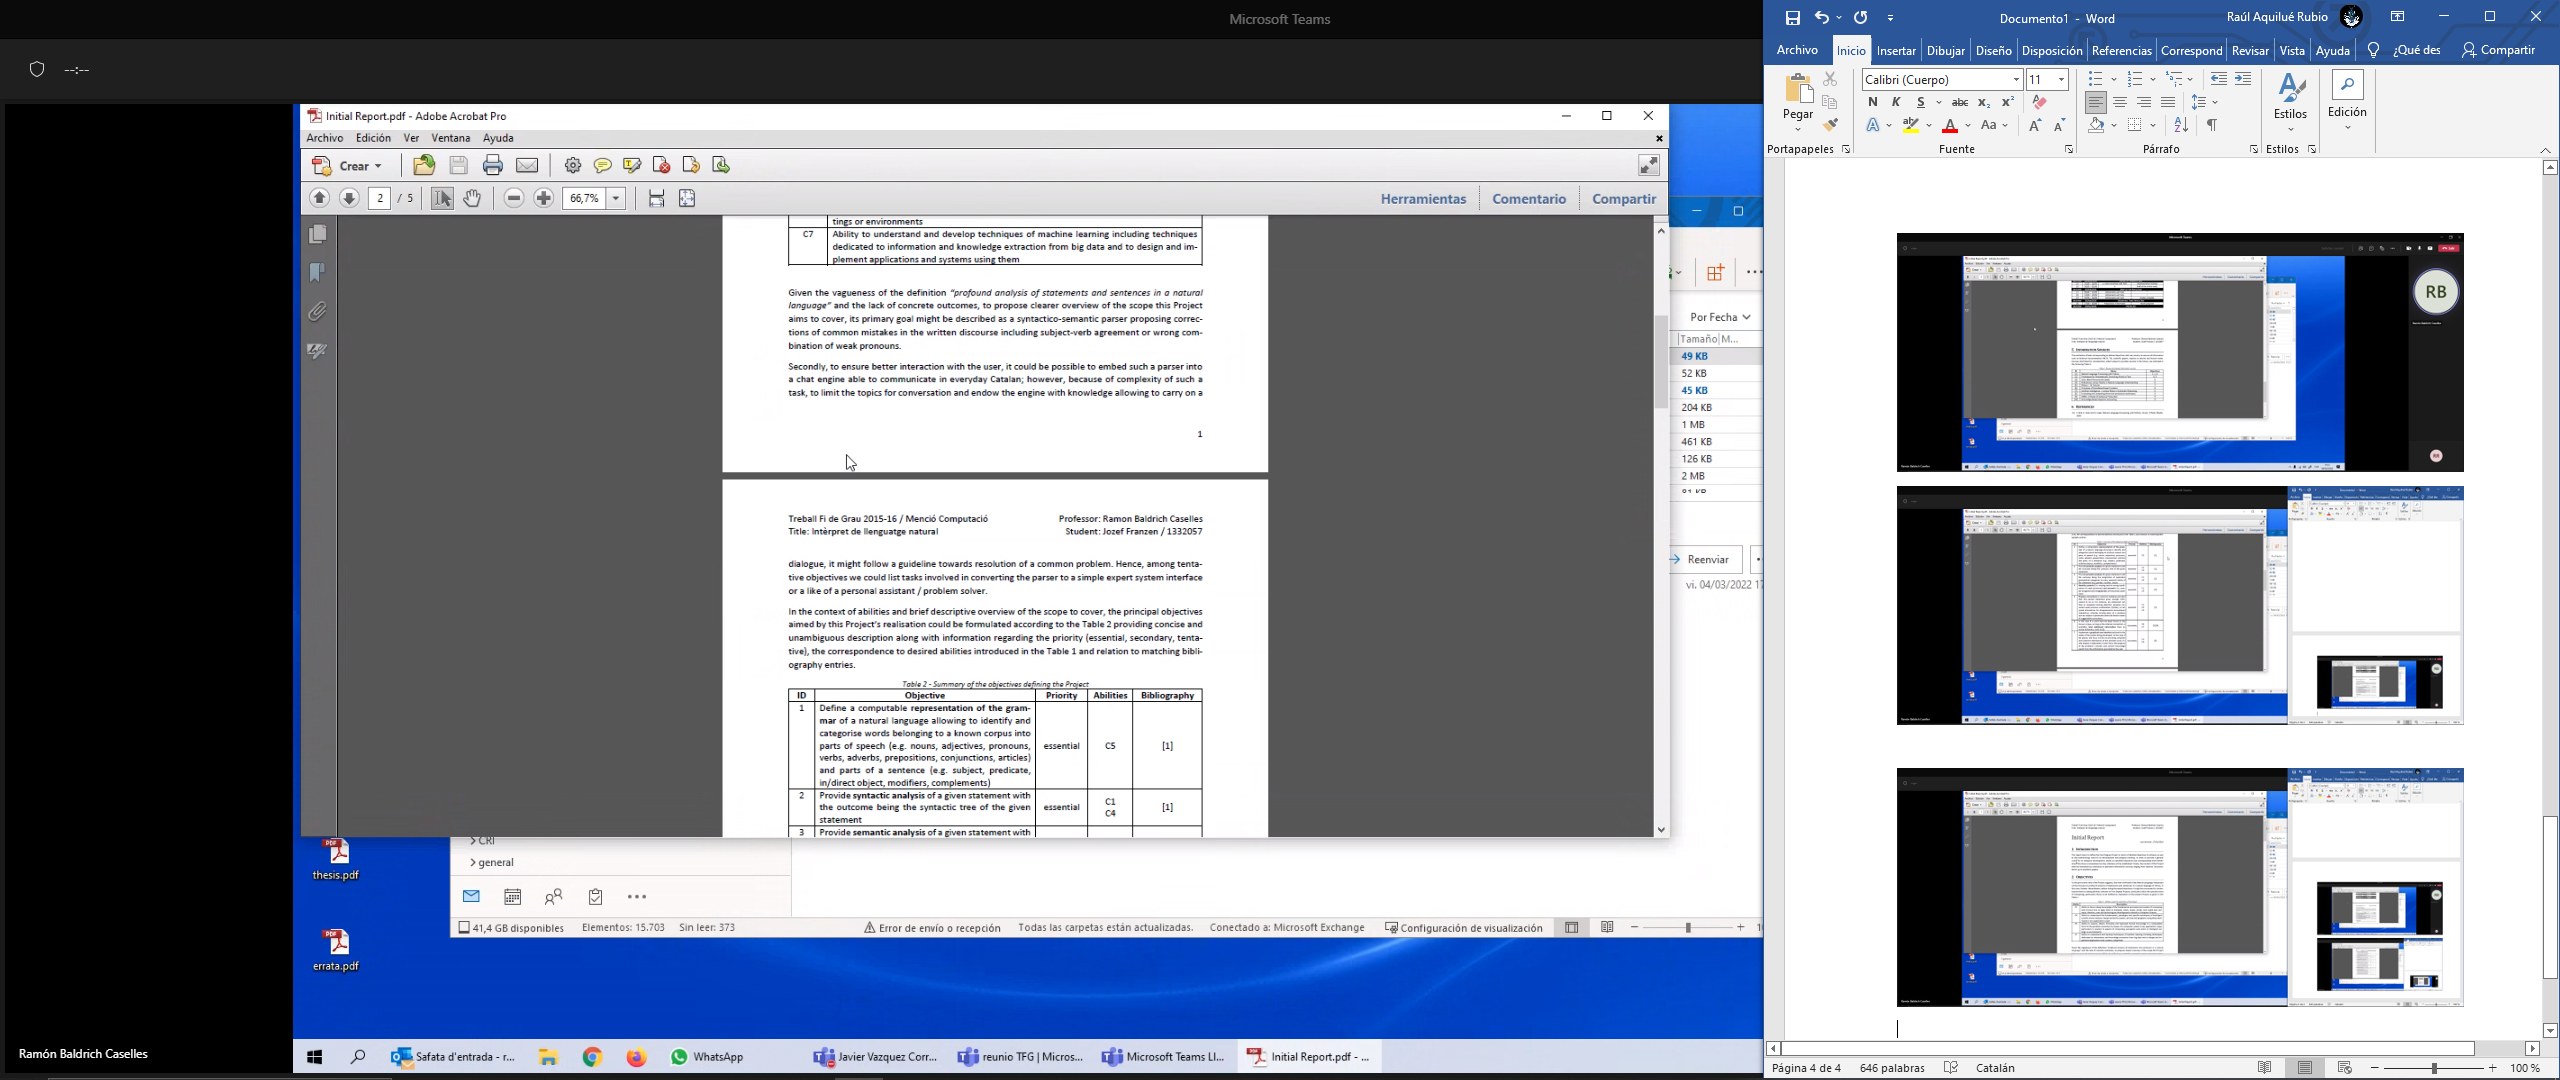 Microsoft Teams
--:--
Initial Report.pdf - Adobe Acrobat Pro
Archivo Edición Ver Ventana Ayuda
Crear
2 / 5 66,7% Herramientas Comentario Compartir
tings or environments
C7 Ability to understand and develop techniques of machine learning including techniques
dedicated to information and knowledge extraction from big data and to design and im-
plement applications and systems using them
Given the vagueness of the definition "profound analysis of statements and sentences in a natural
language" and the lack of concrete outcomes, to propose clearer overview of the scope this Project
aims to cover, its primary goal might be described as a syntactico-semantic parser proposing correc-
tions of common mistakes in the written discourse including subject-verb agreement or wrong com-
bination of weak pronouns.
Secondly, to ensure better interaction with the user, it could be possible to embed such a parser into
a chat engine able to communicate in everyday Catalan; however, because of complexity of such a
task, to limit the topics for conversation and endow the engine with knowledge allowing to carry on a
1
Treball Fi de Grau 2015-16 / Menció Computació Professor: Ramon Baldrich Caselles
Title: Intèrpret de llenguatge natural Student: Jozef Franzen / 1332057
dialogue, it might follow a guideline towards resolution of a common problem. Hence, among tenta-
tive objectives we could list tasks involved in converting the parser to a simple expert system interface
or a like of a personal assistant / problem solver.
In the context of abilities and brief descriptive overview of the scope to cover, the principal objectives
aimed by this Project's realisation could be formulated according to the Table 2 providing concise and
unambiguous description along with information regarding the priority (essential, secondary, tenta-
tive), the correspondence to desired abilities introduced in the Table 1 and relation to matching bibli-
ography entries.
Table 2 - Summary of the objectives defining the Project
ID Objective Priority Abilities Bibliography
1 Define a computable representation of the gram-
mar of a natural language allowing to identify and
categorise words belonging to a known corpus into
parts of speech (e.g. nouns, adjectives, pronouns,
verbs, adverbs, prepositions, conjunctions, articles)
and parts of a sentence (e.g. subject, predicate,
in/direct object, modifiers, complements)
essential C5 [1]
2 Provide syntactic analysis of a given statement with
the outcome being the syntactic tree of the given
statement
essential C1
C4
[1]
3 Provide semantic analysis of a given statement with
Por Fecha
Tamaño M...
49 KB
52 KB
45 KB
204 KB
1 MB
461 KB
126 KB
2 MB
81 KB
Reenviar
vi. 04/03/2022 17
thesis.pdf
errata.pdf
CRI
general
41,4 GB disponibles Elementos: 15.703 Sin leer: 373 Error de envío o recepción Todas las carpetas están actualizadas. Conectado a: Microsoft Exchange Configuración de visualización
Ramón Baldrich Caselles
Safata d'entrada - r... WhatsApp Javier Vazquez Corr... reunio TFG | Micros... Microsoft Teams Ll... Initial Report.pdf - ...
Documento1 - Word Raúl Aquilué Rubio
Archivo Inicio Insertar Dibujar Diseño Disposición Referencias Correspond Revisar Vista Ayuda ¿Qué des Compartir
Calibri (Cuerpo) 11
Pegar
N K S abc x₂ x² Estilos Edición
Aa
Portapapeles Fuente Párrafo Estilos
RB
Initial Report
Página 4 de 4 646 palabras Catalán 100 %